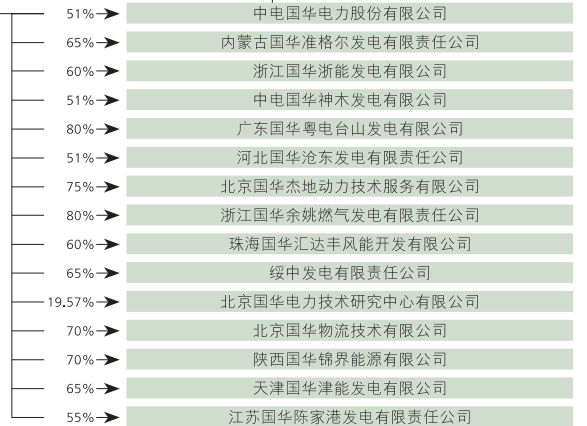 51% 中电国华电力股份有限公司
65% 内蒙古国华准格尔发电有限责任公司
60% 浙江国华浙能发电有限公司
51% 中电国华神木发电有限公司
80% 广东国华粤电台山发电有限公司
51% 河北国华沧东发电有限责任公司
75% 北京国华杰地动力技术服务有限公司
80% 浙江国华余姚燃气发电有限责任公司
60% 珠海国华汇达丰风能开发有限公司
65% 绥中发电有限责任公司
19.57% 北京国华电力技术研究中心有限公司
70% 北京国华物流技术有限公司
70% 陕西国华锦界能源有限公司
65% 天津国华津能发电有限公司
55% 江苏国华陈家港发电有限责任公司